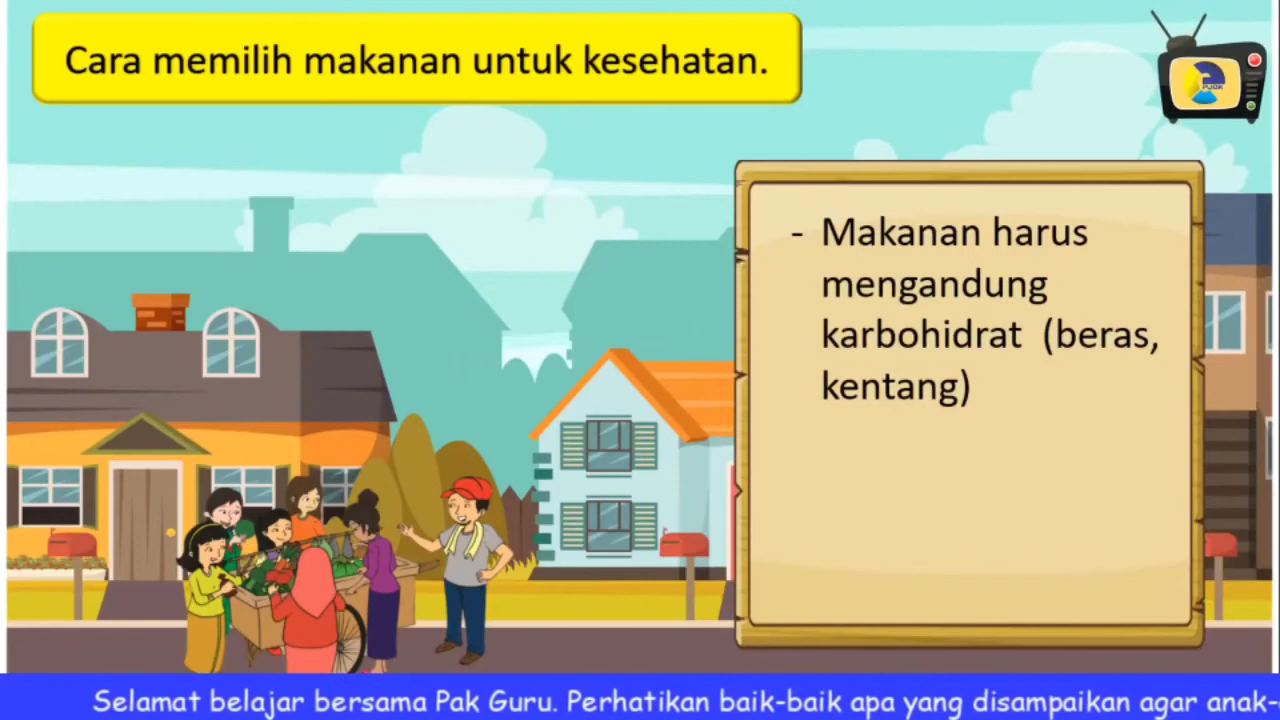 Cara memilih makanan untuk kesehatan.
- Makanan harus
mengandung
karbohidrat (beras,
kentang)
Selamat belajar bersama Pak Guru. Perhatikan baik-baik apa yang disampaikan agar anak-